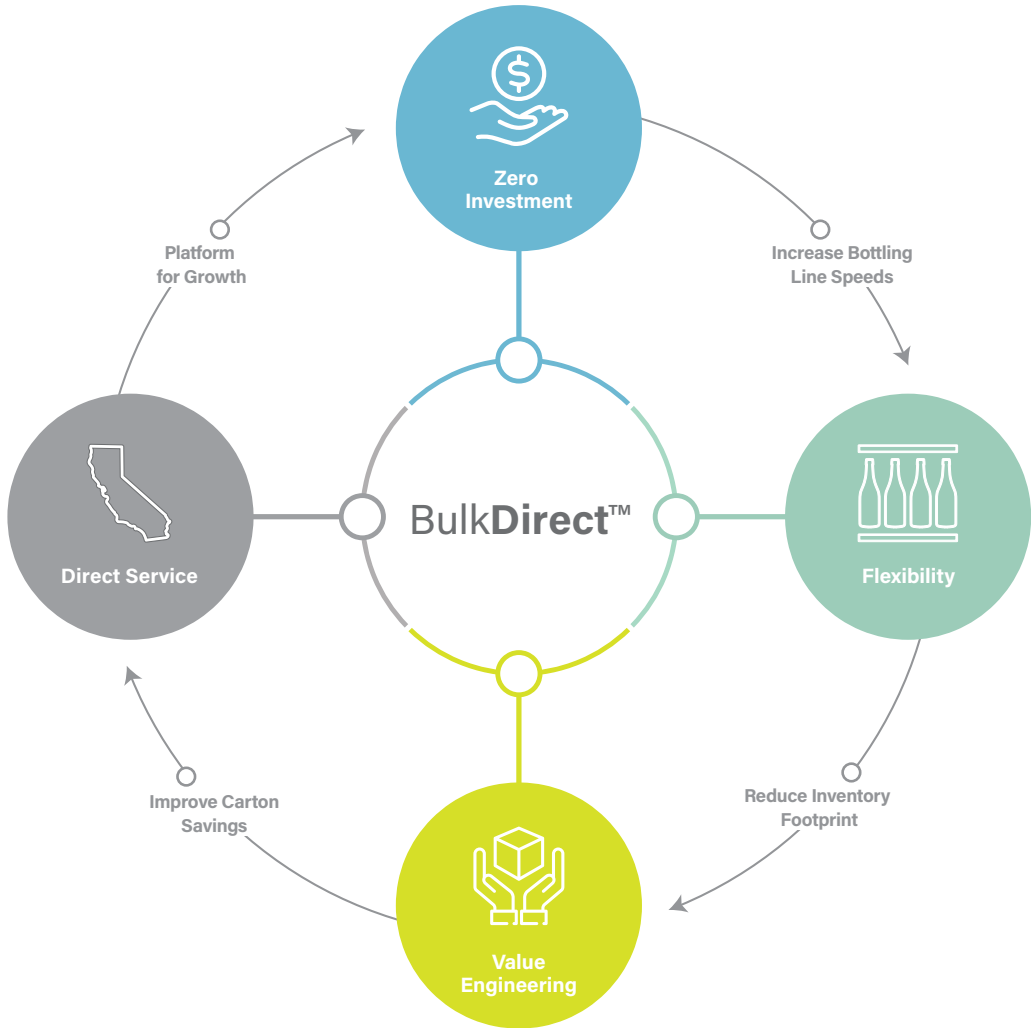 Zero
Investment
Platform
for Growth
Increase Bottling
Line Speeds
BulkDirect™
Direct Service
Flexibility
Improve Carton
Savings
Reduce Inventory
Footprint
Value
Engineering